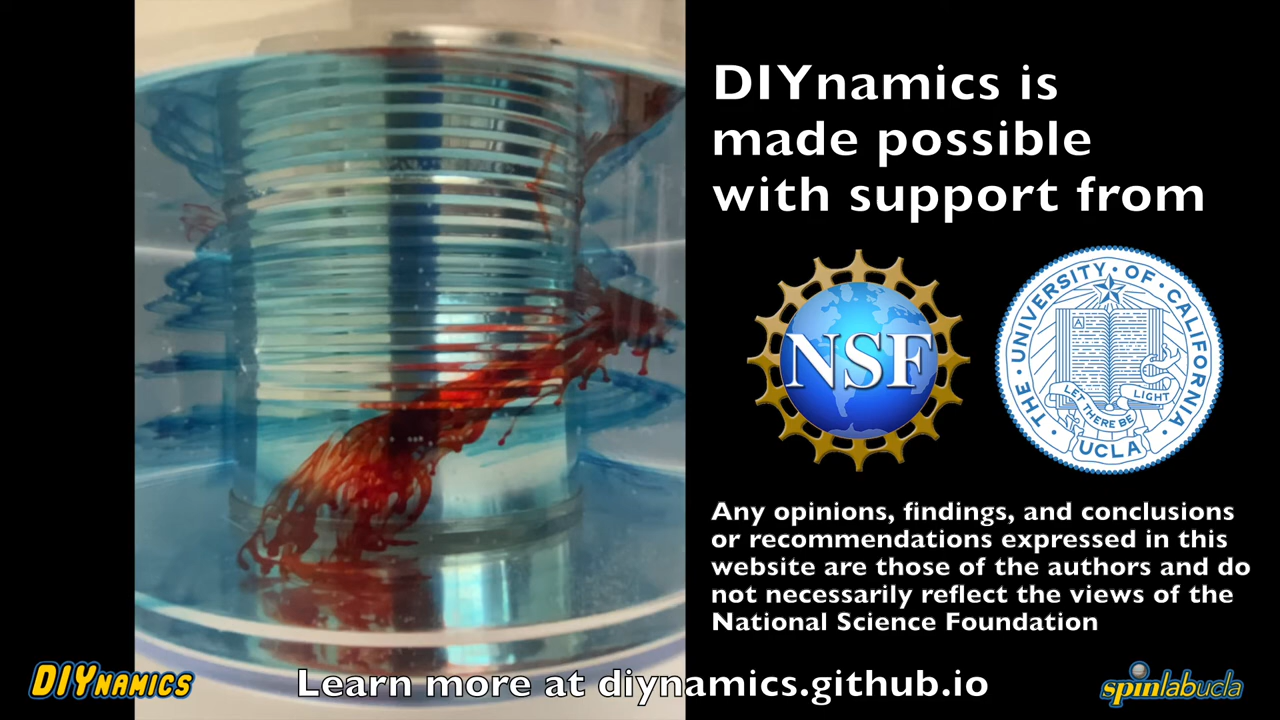 DIYnamics is
made possible
with support from
NSF
THE · UNIVERSITY · OF · CALIFORNIA ·
A
LET THERE BE
LIGHT
UCLA
Any opinions, findings, and conclusions
or recommendations expressed in this
website are those of the authors and do
not necessarily reflect the views of the
National Science Foundation
DIYNAMICS
Learn more at diynamics.github.io
spinlabucla